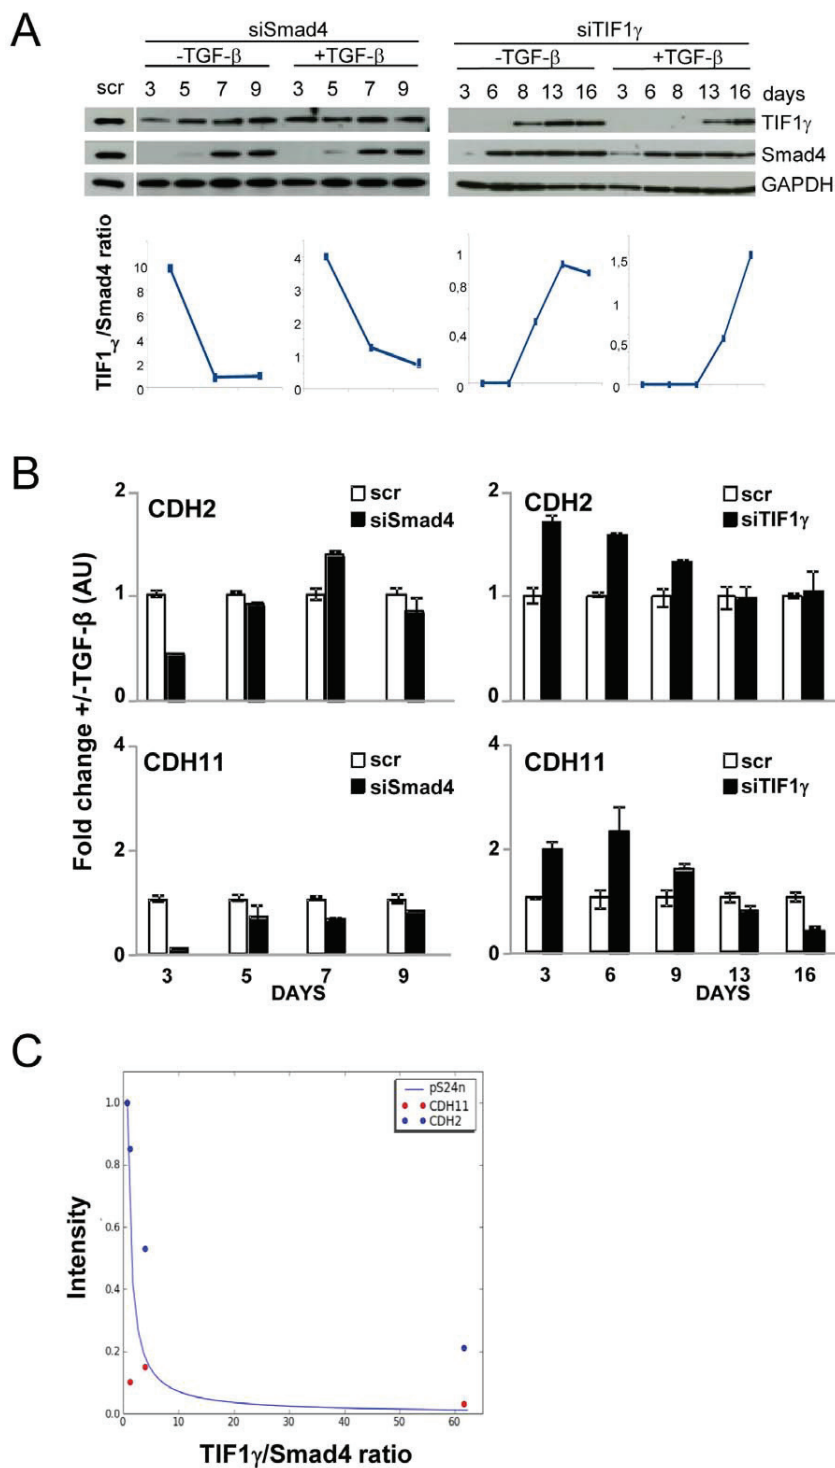 A
siSmad4 siTIF1γ
-TGF-β +TGF-β -TGF-β +TGF-β
scr 3 5 7 9 3 5 7 9 3 6 8 13 16 3 6 8 13 16 days
TIF1γ
Smad4
GAPDH
TIF1γ/Smad4 ratio
10
8
6
4
2
0
4
3
2
1
0
1
0,8
0,4
0
1,5
1
0,5
0
B
Fold change +/-TGF-β (AU)
CDH2
scr
siSmad4
2
1
0
CDH2
scr
siTIF1γ
CDH11
scr
siSmad4
4
2
0
3 5 7 9
DAYS
CDH11
scr
siTIF1γ
3 6 9 13 16
DAYS
C
Intensity
1.0
0.8
0.6
0.4
0.2
0.0
pS24n
CDH11
CDH2
0 10 20 30 40 50 60
TIF1γ/Smad4 ratio